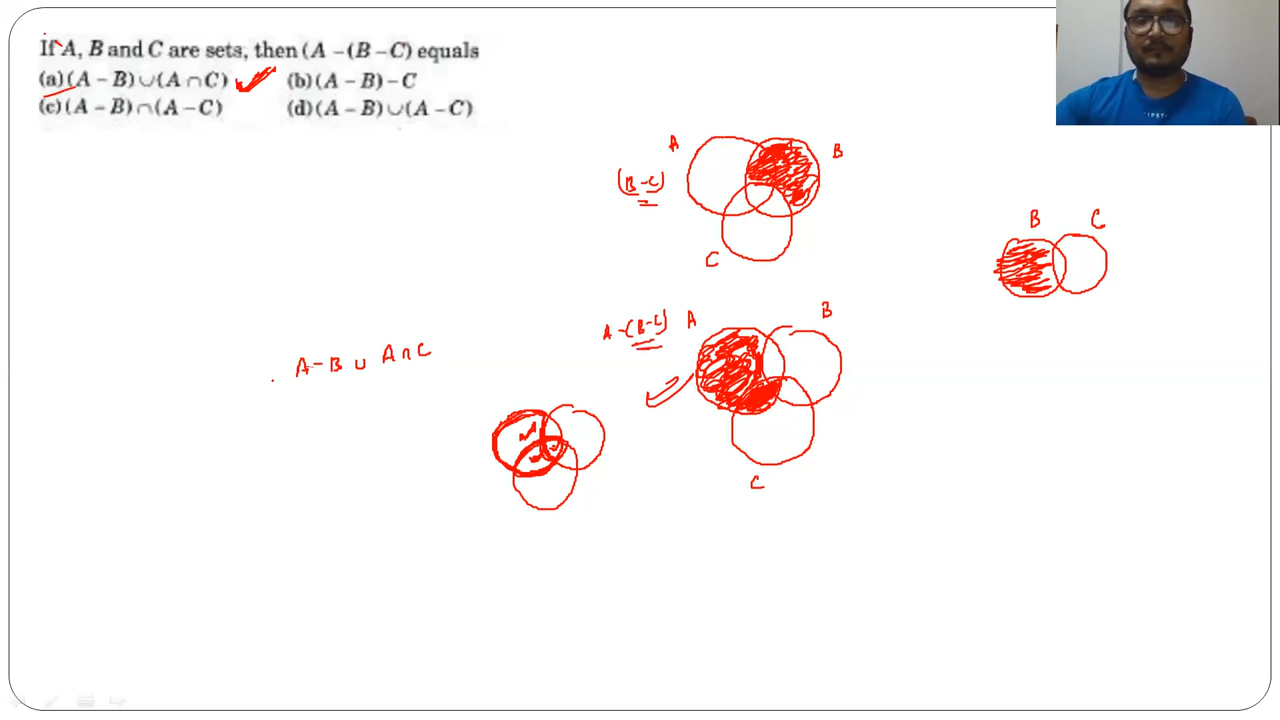 If A, B and C are sets, then (A – (B – C) equals
(a) (A – B) ∪ (A ∩ C) (b) (A – B) – C
(c) (A – B) ∩ (A – C) (d) (A – B) ∪ (A – C)
A
B
(B-C)
C
B C
A-(B-C) A
B
A-B ∪ A∩C
C